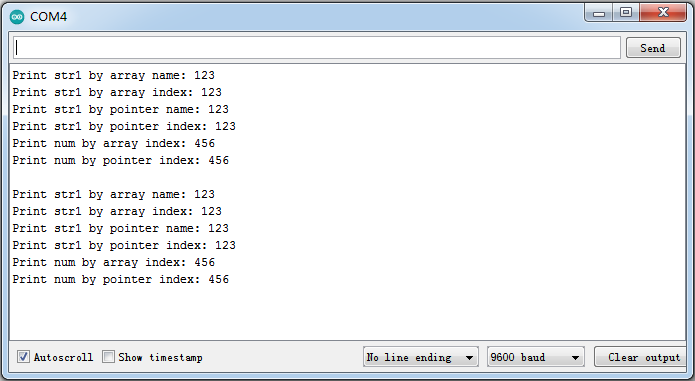 COM4
Send
Print str1 by array name: 123
Print str1 by array index: 123
Print str1 by pointer name: 123
Print str1 by pointer index: 123
Print num by array index: 456
Print num by pointer index: 456
Print str1 by array name: 123
Print str1 by array index: 123
Print str1 by pointer name: 123
Print str1 by pointer index: 123
Print num by array index: 456
Print num by pointer index: 456
Autoscroll Show timestamp No line ending 9600 baud Clear output